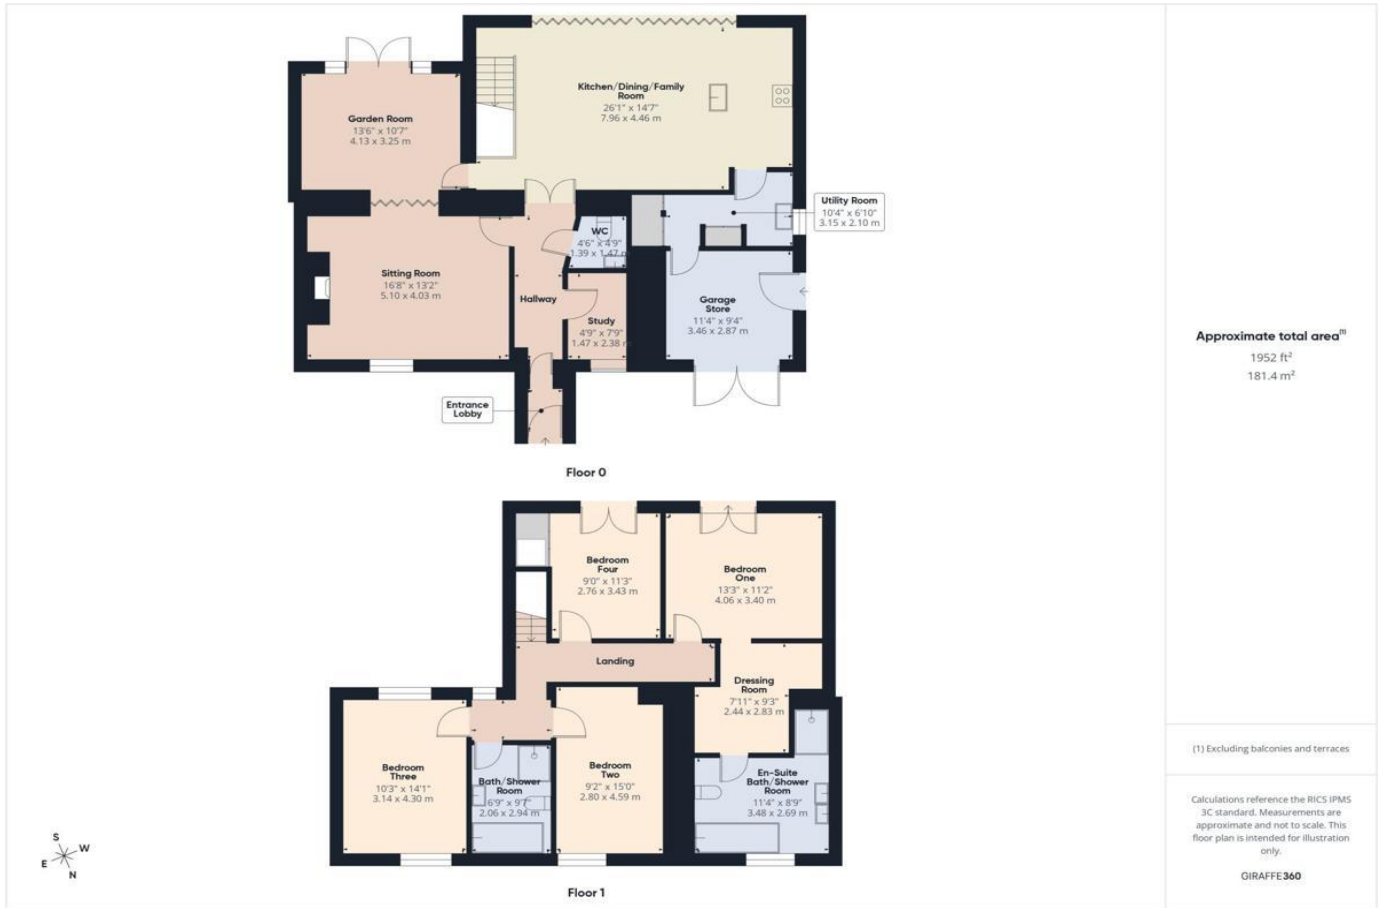 Garden Room
13'6" x 10'7"
4.13 x 3.25 m
Kitchen/Dining/Family
Room
26'1" x 14'7"
7.96 x 4.46 m
Utility Room
10'4" x 6'10"
3.15 x 2.10 m
WC
4'6" x 4'9"
1.39 x 1.47 m
Sitting Room
16'8" x 13'2"
5.10 x 4.03 m
Hallway
Study
4'9" x 7'9"
1.47 x 2.38
Garage
Store
11'4" x 9'4"
3.46 x 2.87 m
Entrance
Lobby
Floor 0
Bedroom
Four
9'0" x 11'3"
2.76 x 3.43 m
Bedroom
One
13'3" x 11'2"
4.06 x 3.40 m
Landing
Dressing
Room
7'11" x 9'3"
2.44 x 2.83 m
Bedroom
Three
10'3" x 14'1"
3.14 x 4.30 m
Bath/Shower
Room
6'9" x 9'7"
2.06 x 2.94 m
Bedroom
Two
9'2" x 15'0"
2.80 x 4.59 m
En-Suite
Bath/Shower
Room
11'4" x 8'9"
3.48 x 2.69 m
Floor 1
S
W
E
N
Approximate total area(1)
1952 ft²
181.4 m²
(1) Excluding balconies and terraces
Calculations reference the RICS IPMS
3C standard. Measurements are
approximate and not to scale. This
floor plan is intended for illustration
only.
GIRAFFE360